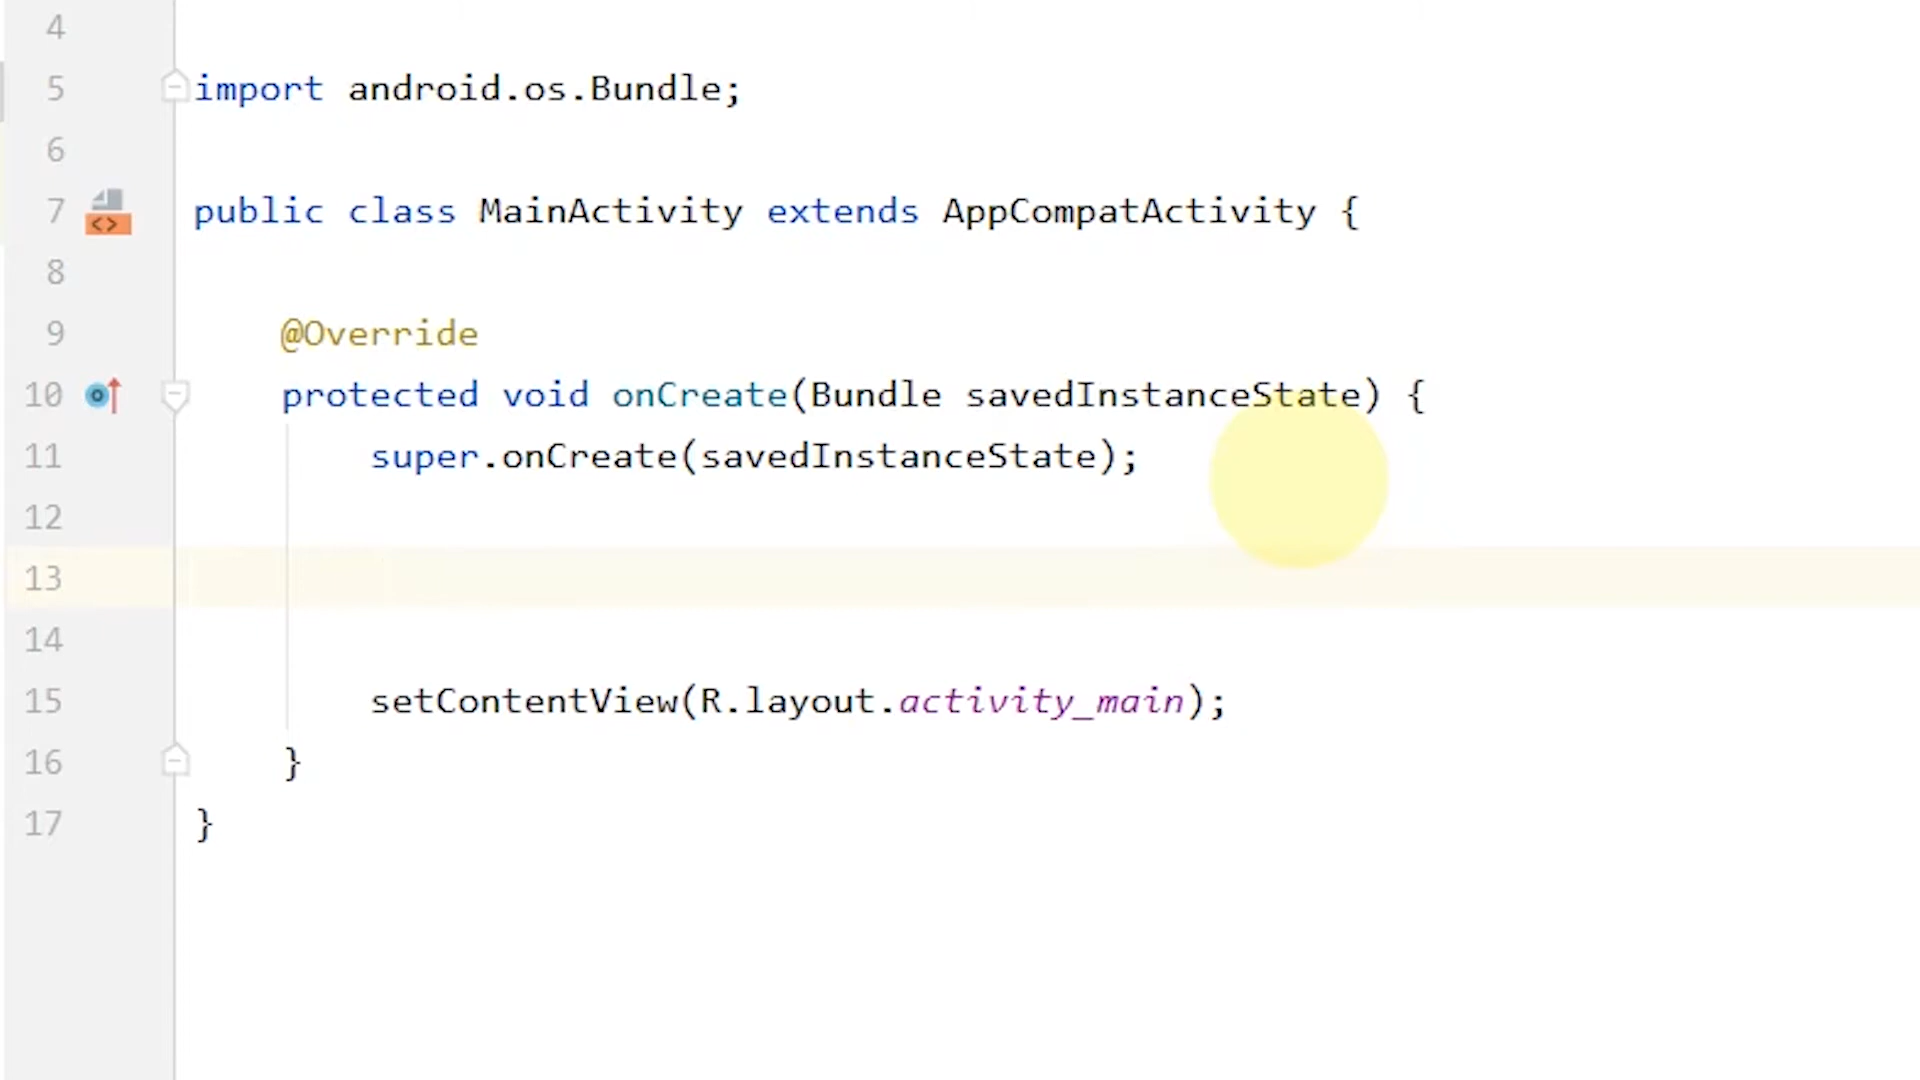 4
5 import android.os.Bundle;
6
7 <> public class MainActivity extends AppCompatActivity {
8
9 @Override
10 protected void onCreate(Bundle savedInstanceState) {
11 super.onCreate(savedInstanceState);
12
13
14
15 setContentView(R.layout.activity_main);
16 }
17 }